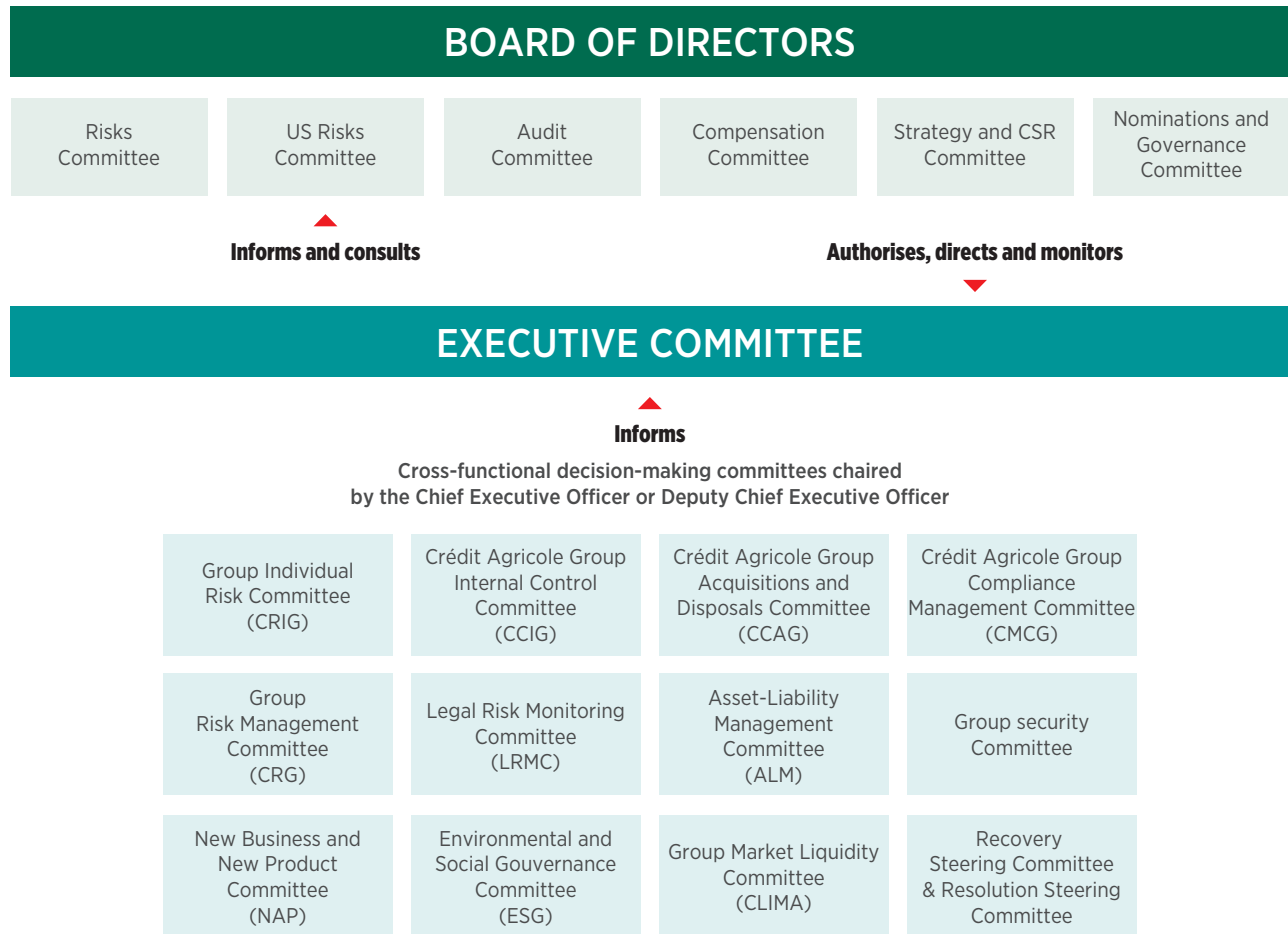 BOARD OF DIRECTORS
Risks
Committee
US Risks
Committee
Audit
Committee
Compensation
Committee
Strategy and CSR
Committee
Nominations and
Governance
Committee
Informs and consults
Authorises, directs and monitors
EXECUTIVE COMMITTEE
Informs
Cross-functional decision-making committees chaired
by the Chief Executive Officer or Deputy Chief Executive Officer
Group Individual
Risk Committee
(CRIG)
Crédit Agricole Group
Internal Control
Committee
(CCIG)
Crédit Agricole Group
Acquisitions and
Disposals Committee
(CCAG)
Crédit Agricole Group
Compliance
Management Committee
(CMCG)
Group
Risk Management
Committee
(CRG)
Legal Risk Monitoring
Committee
(LRMC)
Asset-Liability
Management
Committee
(ALM)
Group security
Committee
New Business and
New Product
Committee
(NAP)
Environmental and
Social Gouvernance
Committee
(ESG)
Group Market Liquidity
Committee
(CLIMA)
Recovery
Steering Committee
& Resolution Steering
Committee